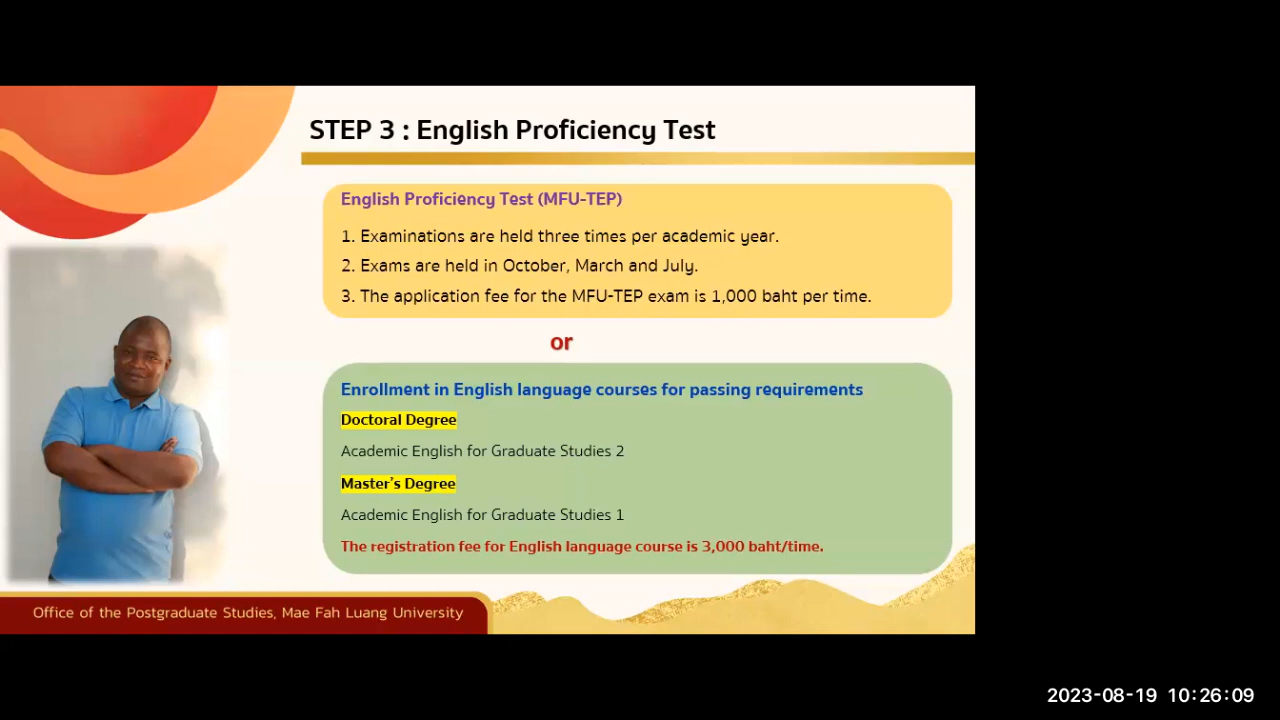 STEP 3 : English Proficiency Test
English Proficiency Test (MFU-TEP)
1. Examinations are held three times per academic year.
2. Exams are held in October, March and July.
3. The application fee for the MFU-TEP exam is 1,000 baht per time.
or
Enrollment in English language courses for passing requirements
Doctoral Degree
Academic English for Graduate Studies 2
Master's Degree
Academic English for Graduate Studies 1
The registration fee for English language course is 3,000 baht/time.
Office of the Postgraduate Studies, Mae Fah Luang University
2023-08-19 10:26:09